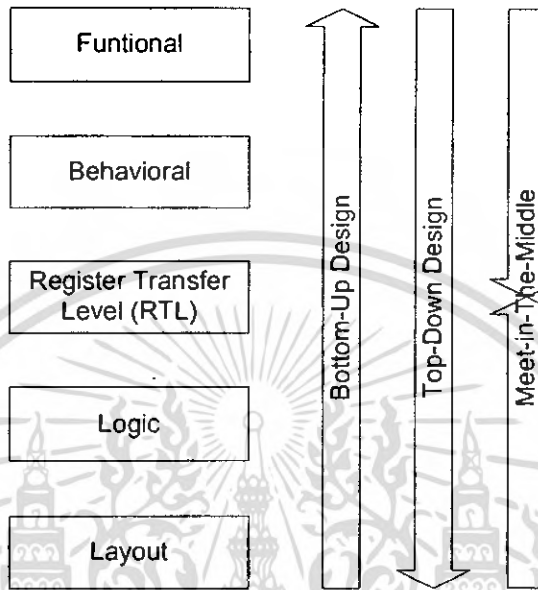 Funtional
Behavioral
Register Transfer
Level (RTL)
Logic
Layout
Bottom-Up Design
Top-Down Design
Meet-in-The-Middle